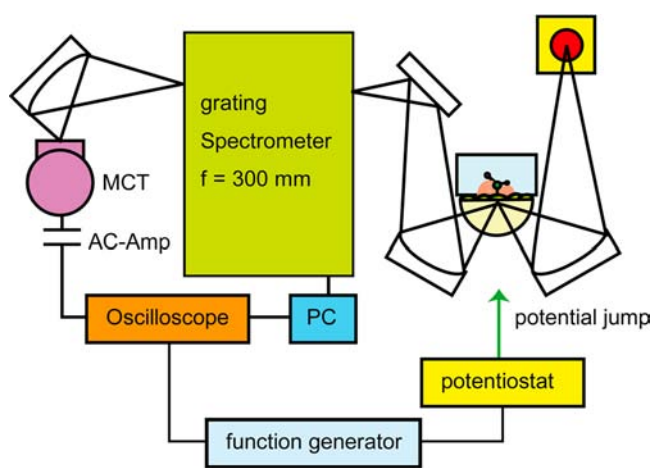 grating
Spectrometer
f = 300 mm
MCT
AC-Amp
Oscilloscope
PC
potential jump
potentiostat
function generator